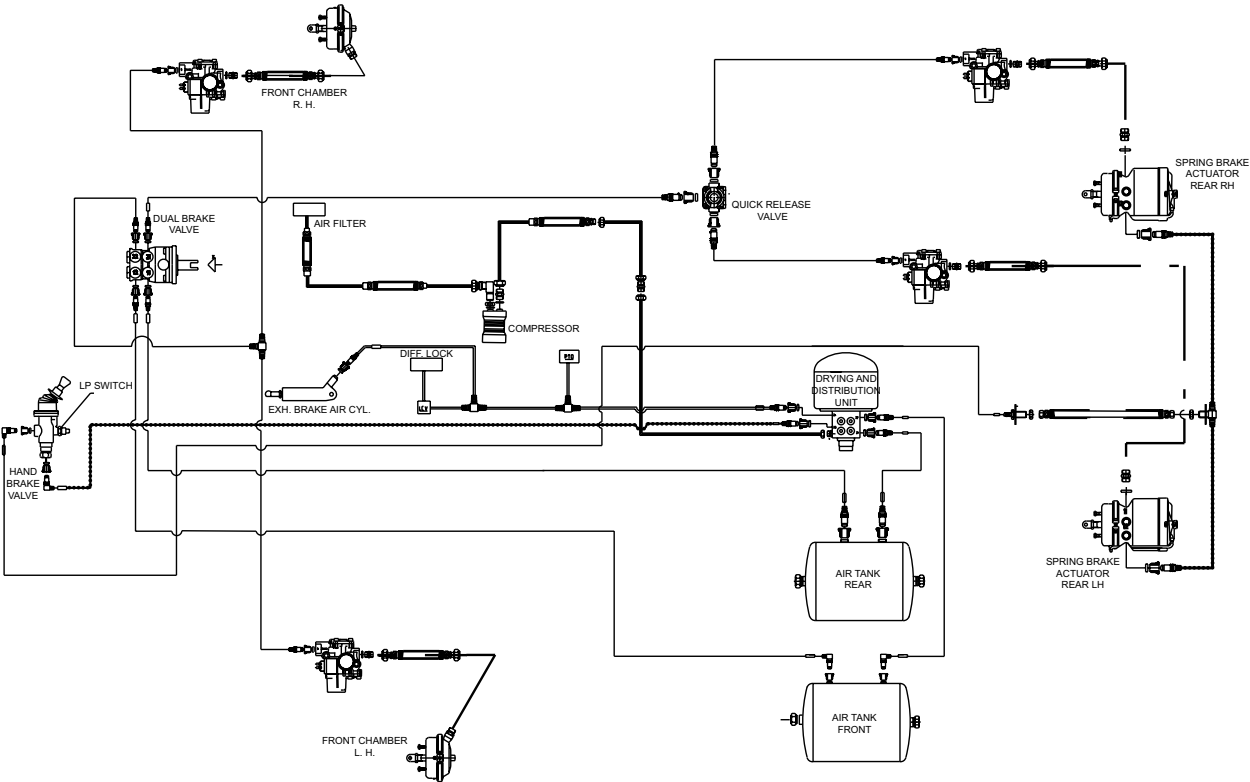 FRONT CHAMBER
R. H.
SPRING BRAKE
ACTUATOR
REAR RH
DUAL BRAKE
VALVE
AIR FILTER
QUICK RELEASE
VALVE
COMPRESSOR
DIFF. LOCK
PTO
LP SWITCH
DRYING AND
DISTRIBUTION
UNIT
LCV
EXH. BRAKE AIR CYL.
HAND
BRAKE
VALVE
SPRING BRAKE
ACTUATOR
REAR LH
AIR TANK
REAR
AIR TANK
FRONT
FRONT CHAMBER
L. H.